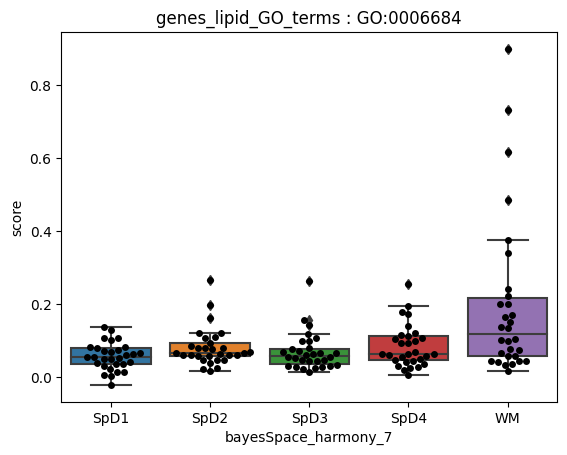 genes_lipid_GO_terms : GO:0006684
score
0.8
0.6
0.4
0.2
0.0
SpD1 SpD2 SpD3 SpD4 WM
bayesSpace_harmony_7